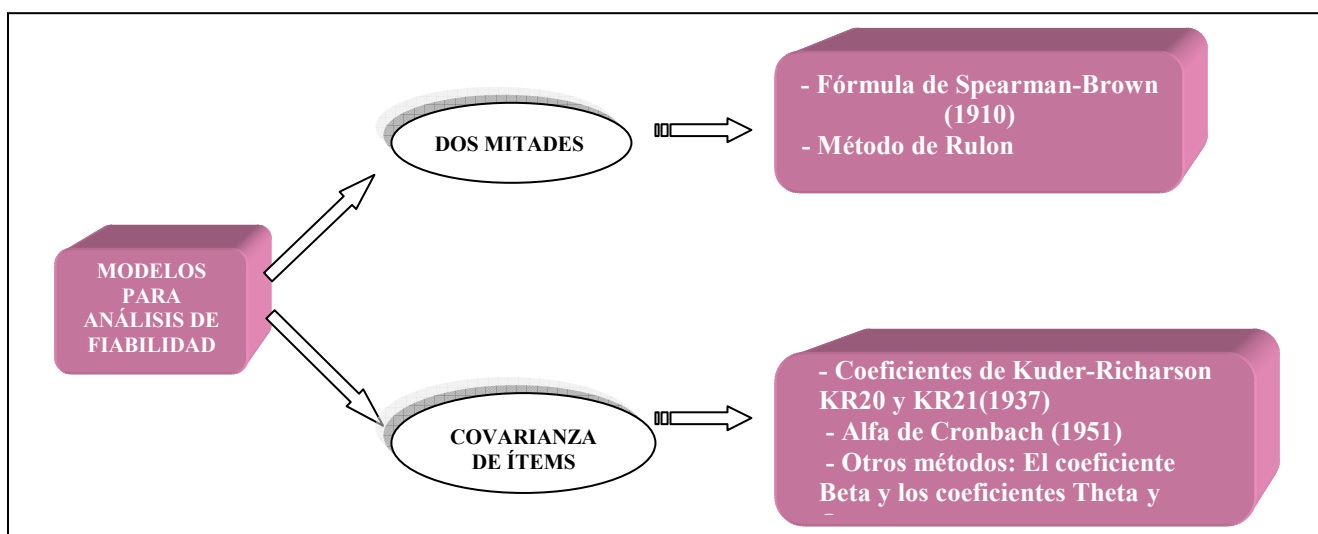 MODELOS
PARA
ANÁLISIS DE
FIABILIDAD
DOS MITADES
- Fórmula de Spearman-Brown
(1910)
- Método de Rulon
COVARIANZA
DE ÍTEMS
- Coeficientes de Kuder-Richarson
KR20 y KR21(1937)
- Alfa de Cronbach (1951)
- Otros métodos: El coeficiente
Beta y los coeficientes Theta y